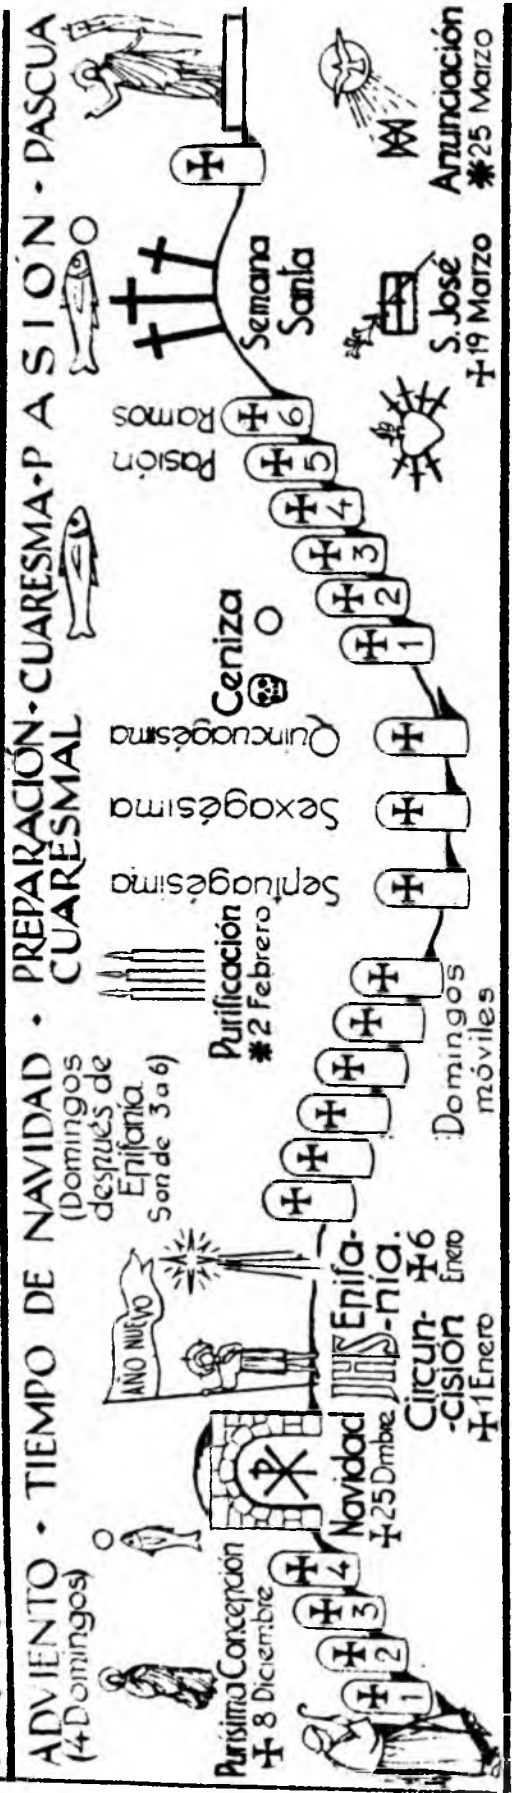 ADVIENTO • TIEMPO DE NAVIDAD • PREPARACIÓN • CUARESMA • PASIÓN • PASCUA
(4 Domingos)
(Domingos
después de
Epifanía.
Son de 3 a 6)
CUARESMAL
Purísima Concepción
✠ 8 Diciembre
1
2
3
4
P
Navidad
✠ 25 Dmbre
AÑO NUEVO
JHS
Circun-
-cisión
✠ 1 Enero
Epifa-
-nía.
✠ 6
Enero
Domingos
móviles
Purificación
✱ 2 Febrero
Septuagésima
Sexagésima
Quincuagésima
Ceniza
1
2
3
4
5
6
Pasión
Ramos
Semana
Santa
S. José
✠ 19 Marzo
Anunciación
✱ 25 Marzo